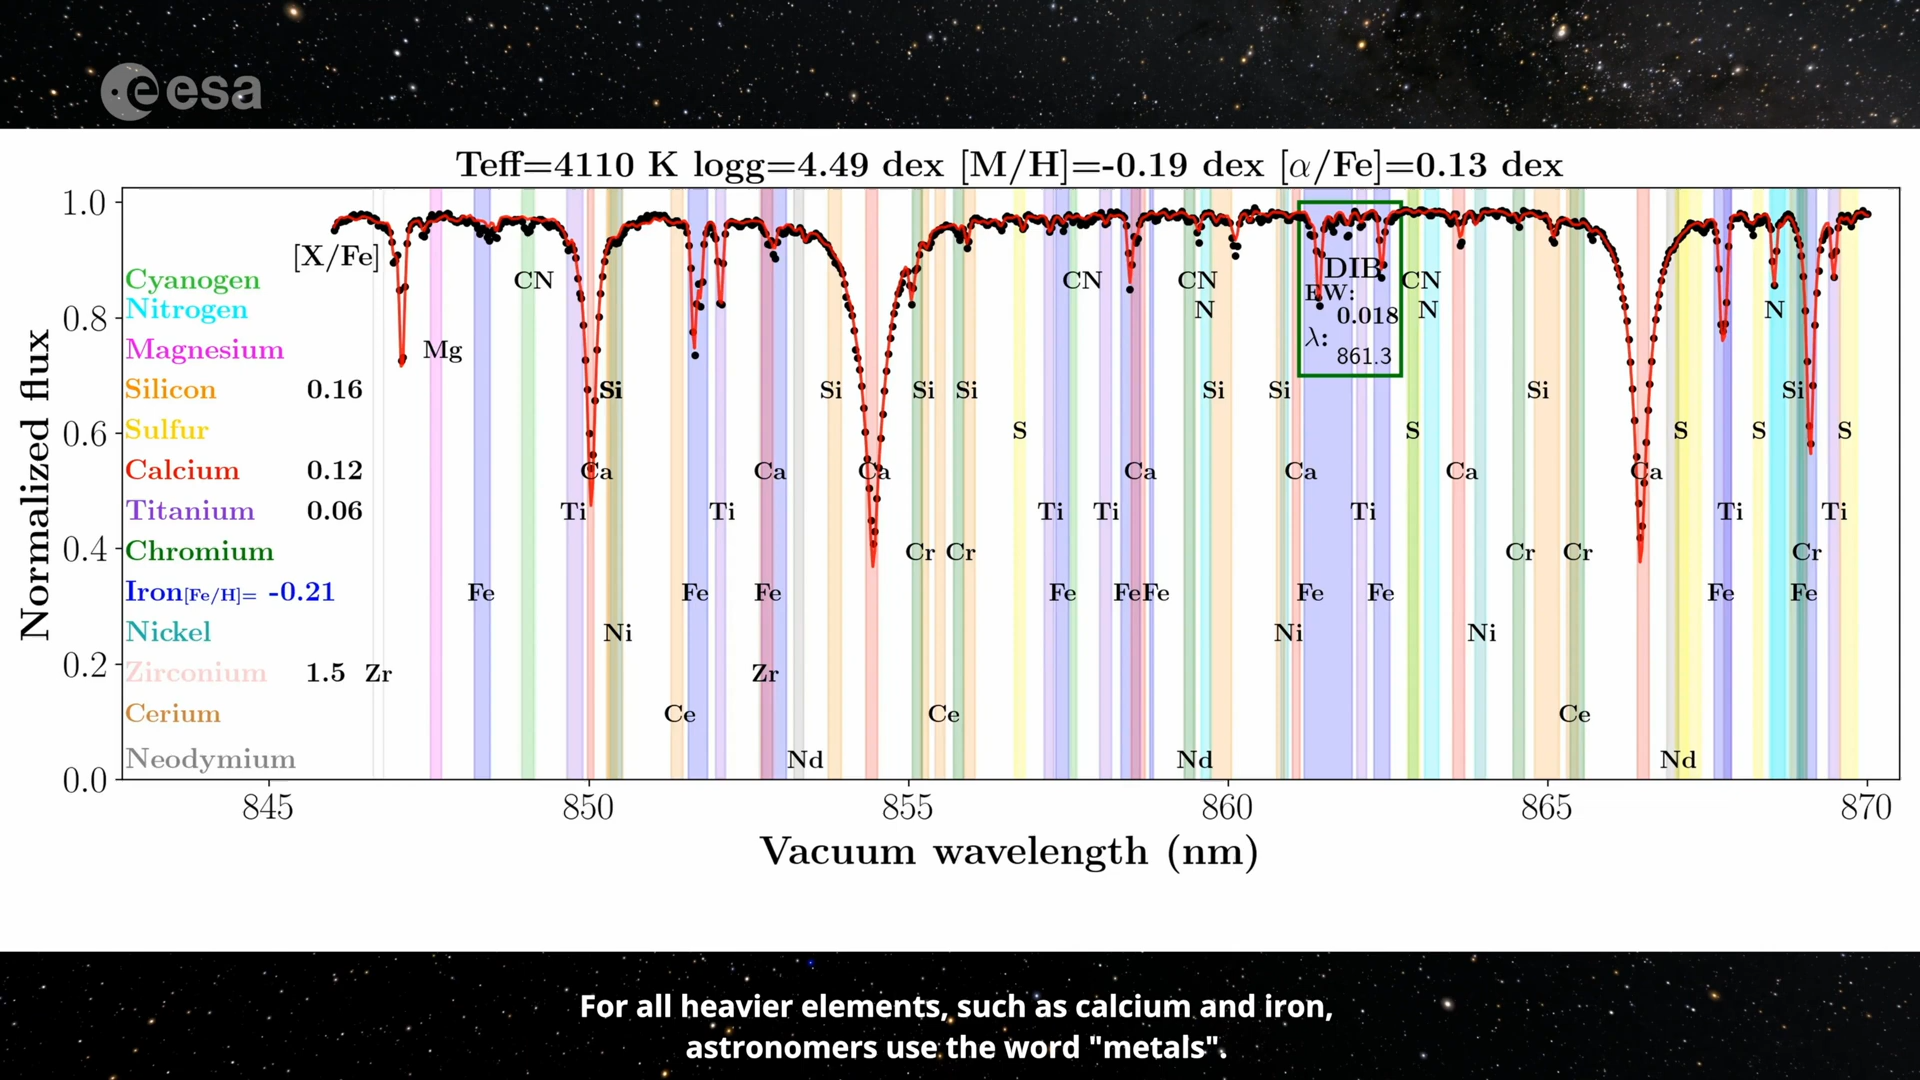 esa
Teff=4110 K logg=4.49 dex [M/H]=-0.19 dex [α/Fe]=0.13 dex
Normalized flux
1.0
0.8
0.6
0.4
0.2
0.0
[X/Fe]
Cyanogen CN CN CN CN
Nitrogen N N N
Magnesium Mg
Silicon 0.16 Si Si Si Si Si Si Si Si
Sulfur S S S S S
Calcium 0.12 Ca Ca Ca Ca Ca Ca Ca
Titanium 0.06 Ti Ti Ti Ti Ti Ti Ti
Chromium Cr Cr Cr Cr Cr
Iron[Fe/H]= -0.21 Fe Fe Fe Fe Fe Fe Fe Fe Fe Fe
Nickel Ni Ni Ni
Zirconium 1.5 Zr Zr
Cerium Ce Ce Ce
Neodymium Nd Nd Nd
DIB
EW:
0.018
λ:
861.3
845 850 855 860 865 870
Vacuum wavelength (nm)
For all heavier elements, such as calcium and iron,
astronomers use the word "metals".